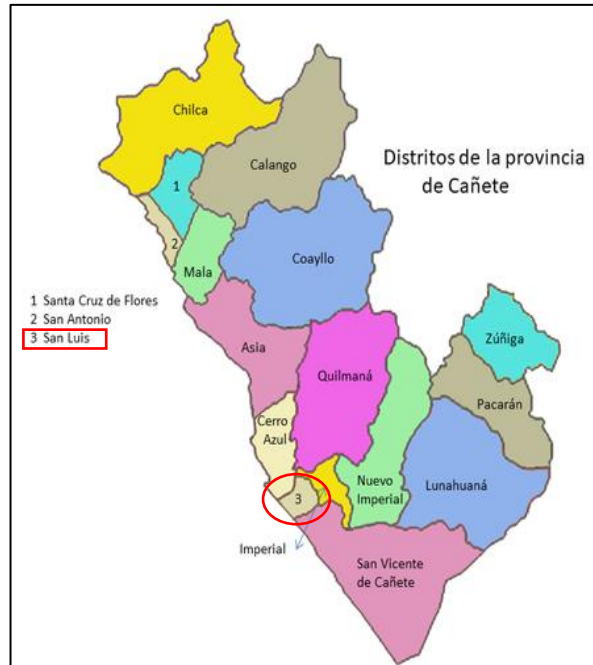 Distritos de la provincia
de Cañete
Chilca
Calango
1
2
Mala
Coayllo
1 Santa Cruz de Flores
2 San Antonio
3 San Luis
Asia
Zúñiga
Quilmaná
Pacarán
Cerro
Azul
Nuevo
Imperial
Lunahuaná
3
Imperial
San Vicente
de Cañete